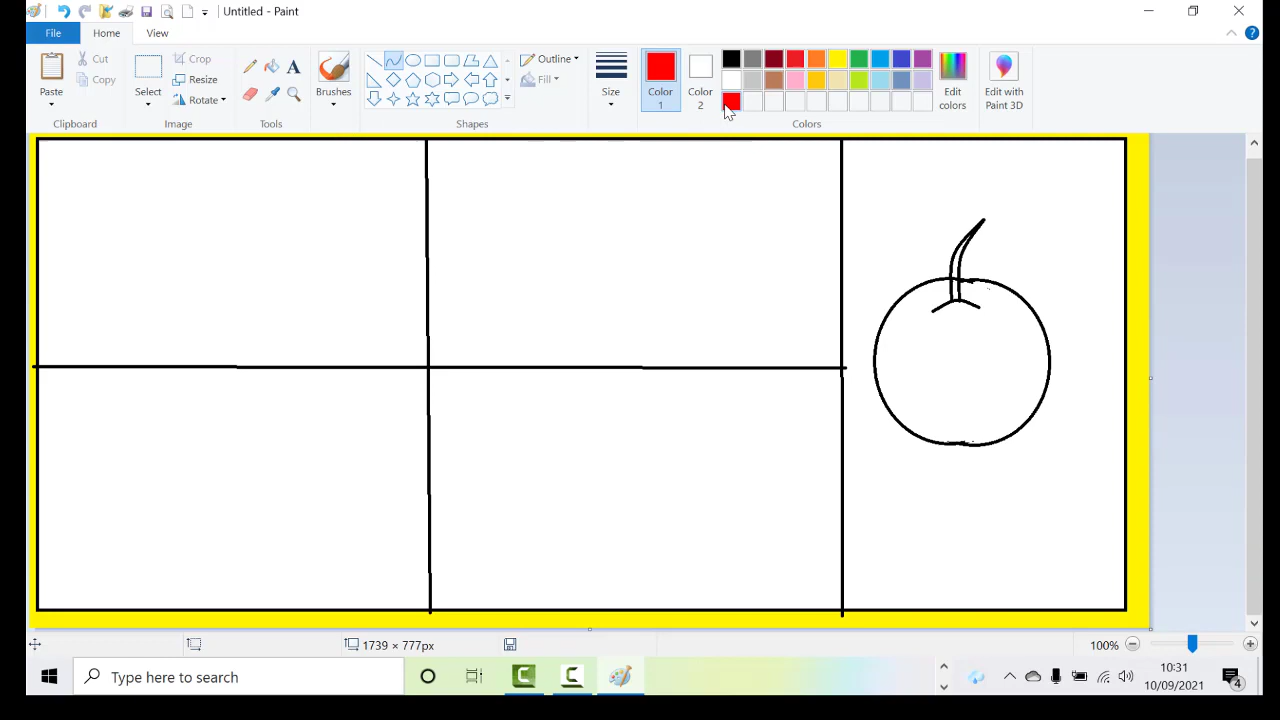 Untitled - Paint
File
Home
View
Paste
Cut
Copy
Clipboard
Select
Crop
Resize
Rotate
Image
A
Tools
Brushes
Outline
Fill
Shapes
Size
Color 1
Color 2
Colors
Edit colors
Edit with Paint 3D
1739 × 777px
100%
Type here to search
10:31
10/09/2021
4